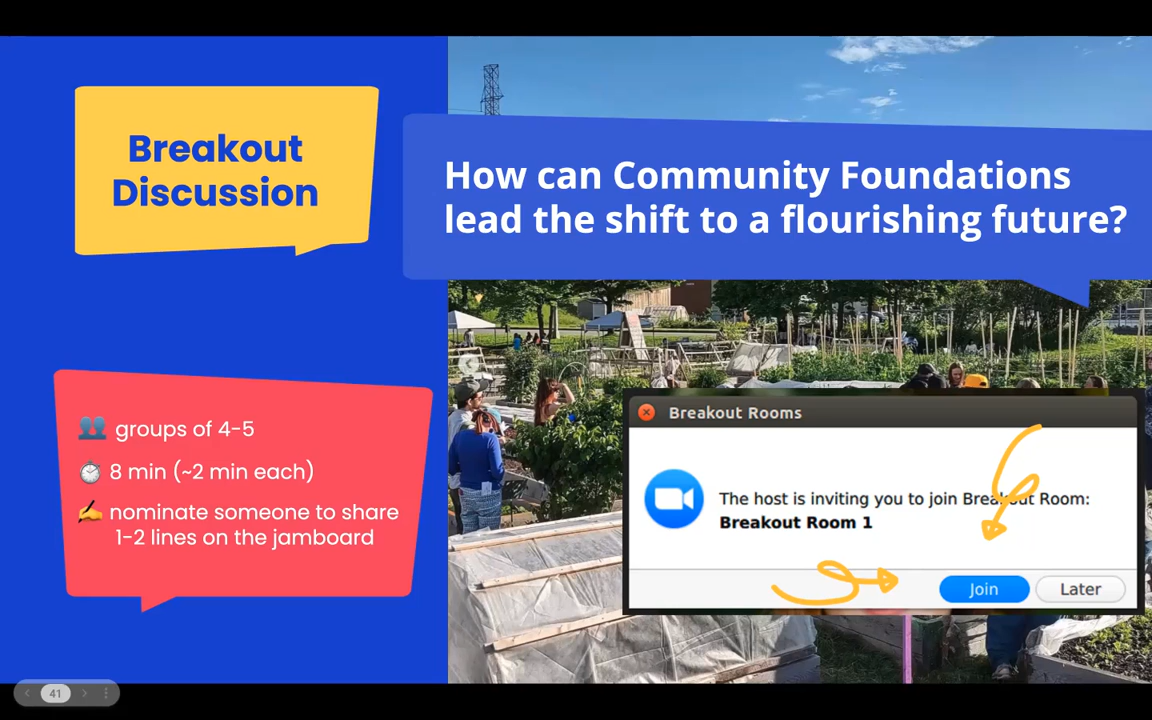 Breakout
Discussion
How can Community Foundations
lead the shift to a flourishing future?
groups of 4-5
8 min (~2 min each)
nominate someone to share
1-2 lines on the jamboard
Breakout Rooms
The host is inviting you to join Breakout Room:
Breakout Room 1
Join Later
41